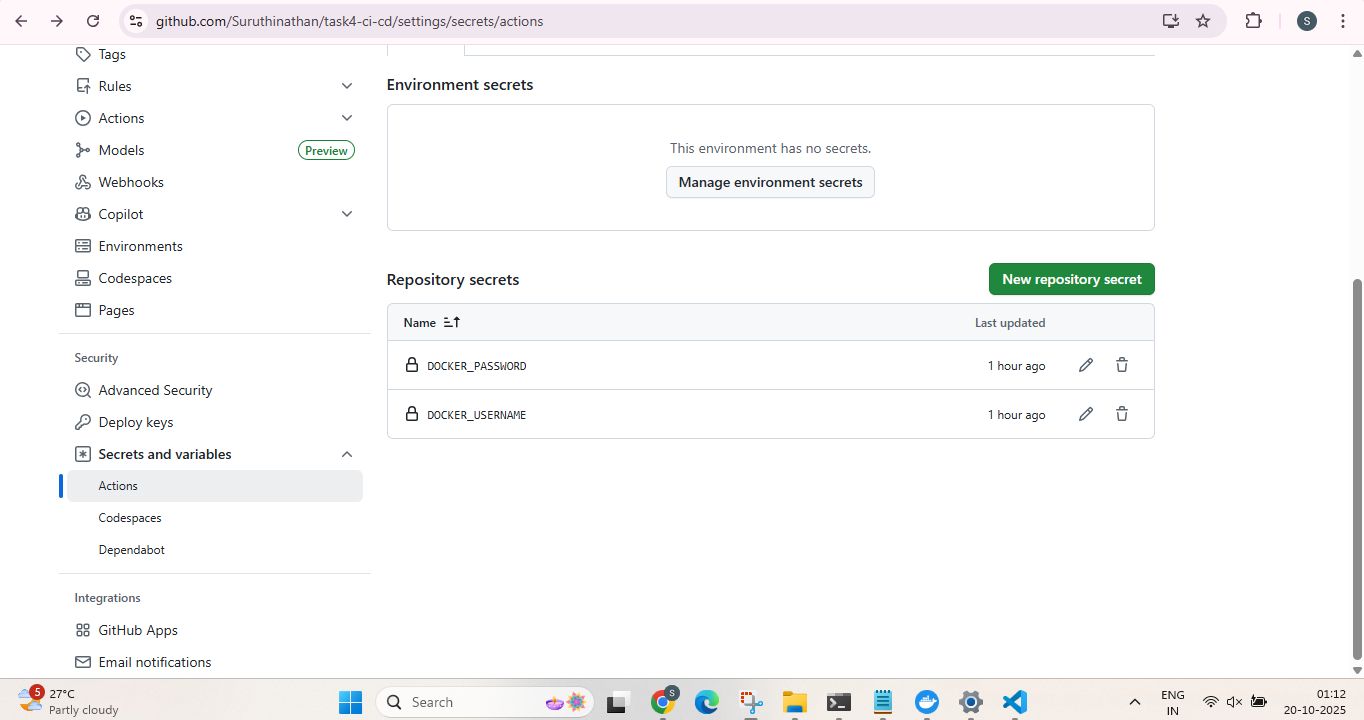 github.com/Suruthinathan/task4-ci-cd/settings/secrets/actions
S
Tags
Rules
Actions
Models
Preview
Webhooks
Copilot
Environments
Codespaces
Pages
Security
Advanced Security
Deploy keys
Secrets and variables
Actions
Codespaces
Dependabot
Integrations
GitHub Apps
Email notifications
Environment secrets
This environment has no secrets.
Manage environment secrets
Repository secrets
New repository secret
Name
Last updated
DOCKER_PASSWORD
1 hour ago
DOCKER_USERNAME
1 hour ago
5
27°C
Partly cloudy
Search
S
ENG
IN
01:12
20-10-2025